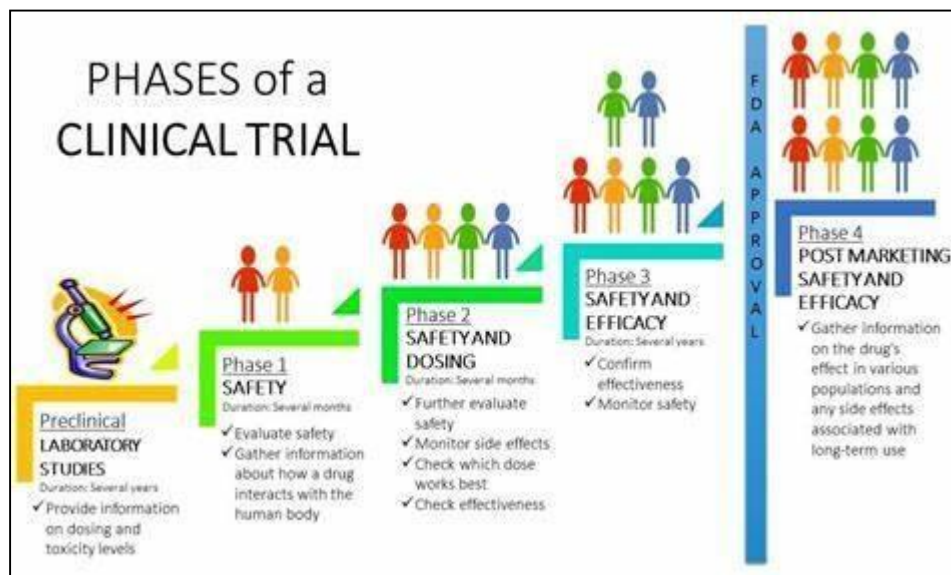 PHASES of a
CLINICAL TRIAL
Preclinical
LABORATORY
STUDIES
Duration: Several years
✓Provide information
on dosing and
toxicity levels
Phase 1
SAFETY
Duration: Several months
✓Evaluate safety
✓Gather information
about how a drug
interacts with the
human body
Phase 2
SAFETY AND
DOSING
Duration: Several months
✓Further evaluate
safety
✓Monitor side effects
✓Check which dose
works best
✓Check effectiveness
Phase 3
SAFETY AND
EFFICACY
Duration: Several years
✓Confirm
effectiveness
✓Monitor safety
FDA APPROVAL
Phase 4
POST MARKETING
SAFETY AND
EFFICACY
✓Gather information
on the drug's
effect in various
populations and
any side effects
associated with
long-term use